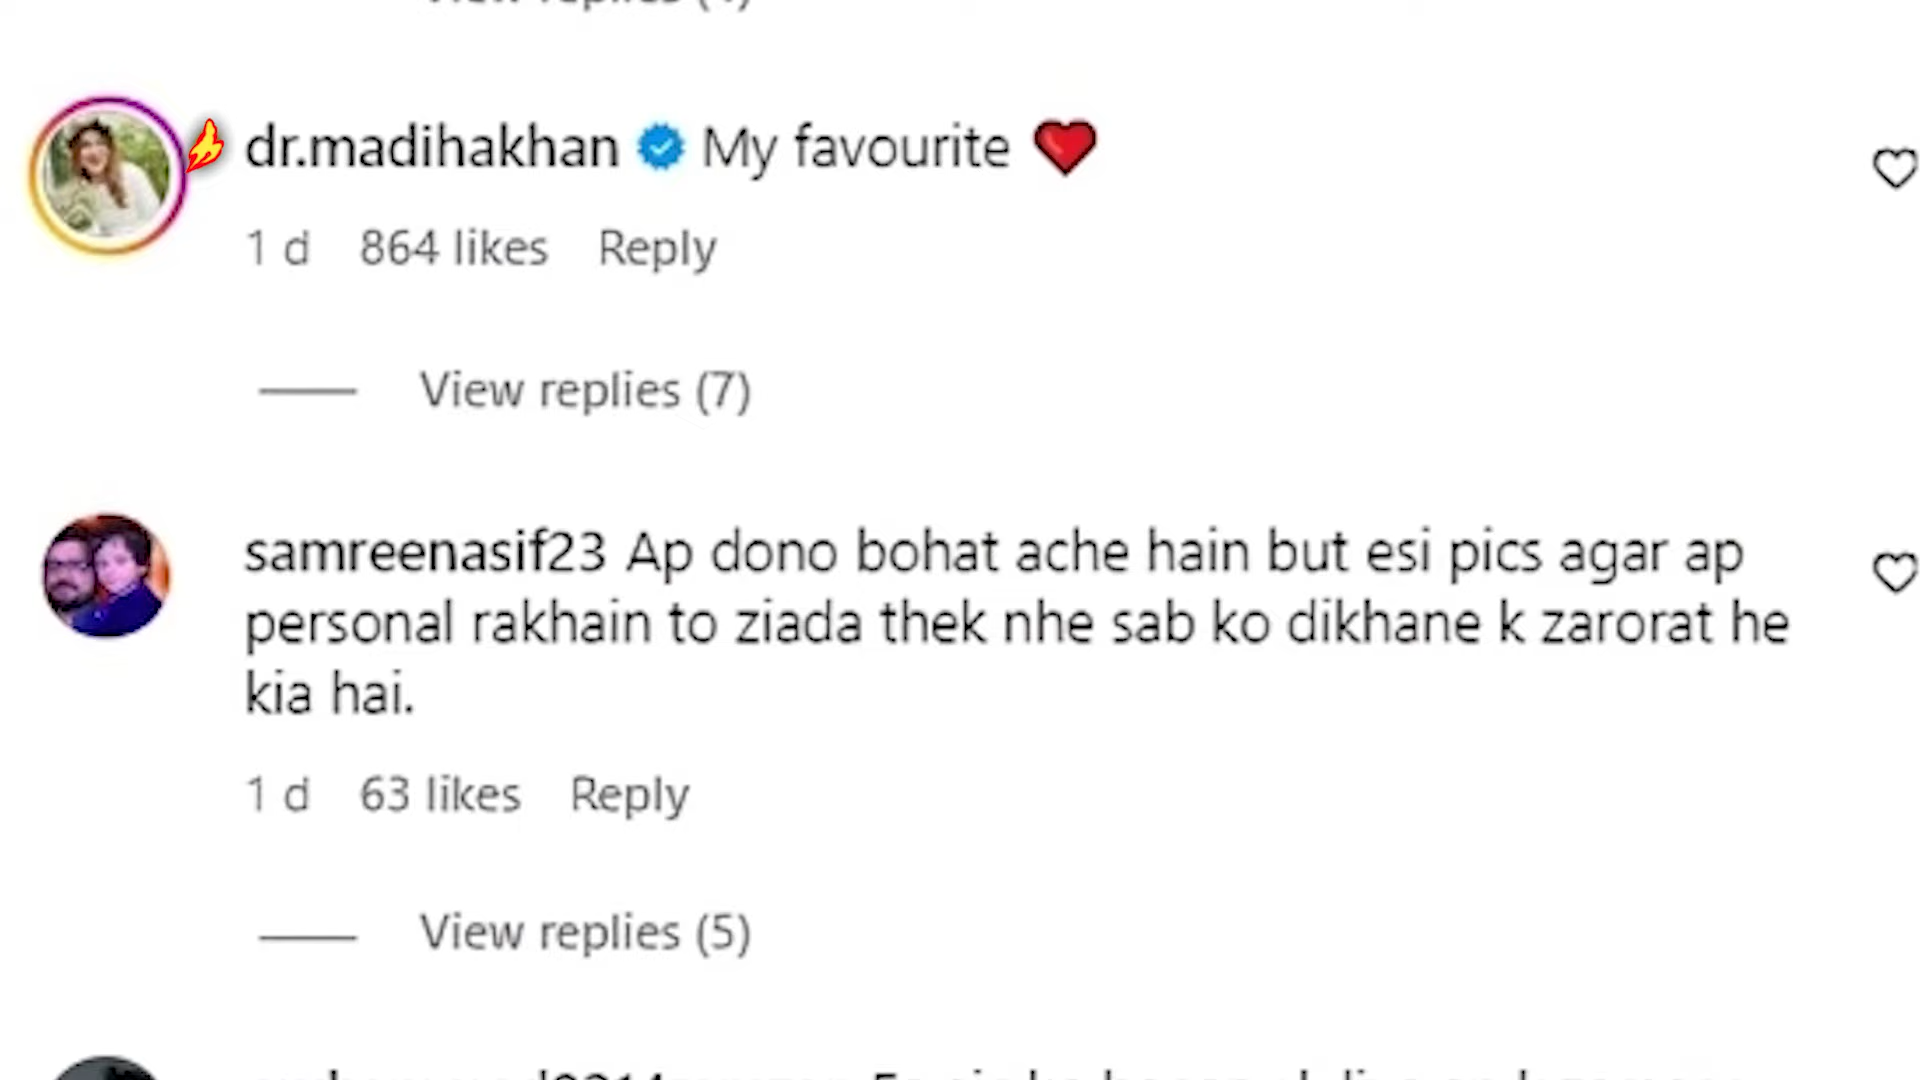 View replies
dr.madihakhan My favourite ❤️
1 d 864 likes Reply
View replies (7)
samreenasif23 Ap dono bohat ache hain but esi pics agar ap
personal rakhain to ziada thek nhe sab ko dikhane k zarorat he
kia hai.
1 d 63 likes Reply
View replies (5)